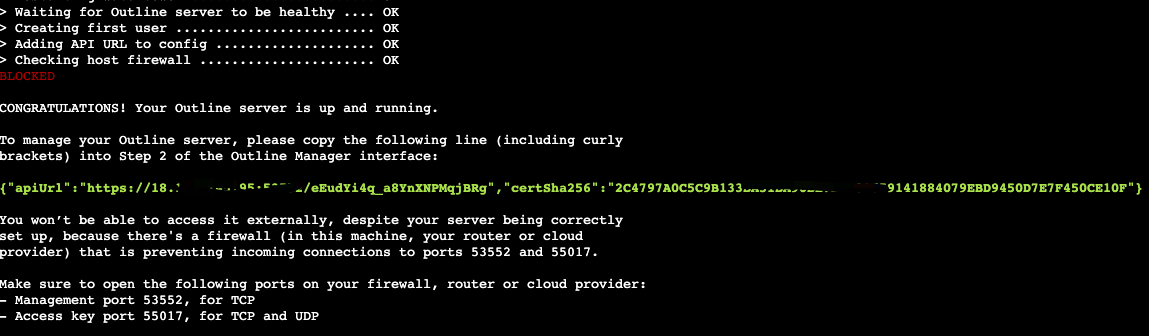 > Waiting for Outline server to be healthy .... OK
> Creating first user ......................... OK
> Adding API URL to config .................... OK
> Checking host firewall ...................... OK
BLOCKED
CONGRATULATIONS! Your Outline server is up and running.
To manage your Outline server, please copy the following line (including curly
brackets) into Step 2 of the Outline Manager interface:
{"apiUrl":"https://18. /eEudYi4q_a8YnXNPMqjBRg","certSha256":"2C4797A0C5C9B133 9141884079EBD9450D7E7F450CE10F"}
You won’t be able to access it externally, despite your server being correctly
set up, because there's a firewall (in this machine, your router or cloud
provider) that is preventing incoming connections to ports 53552 and 55017.
Make sure to open the following ports on your firewall, router or cloud provider:
- Management port 53552, for TCP
- Access key port 55017, for TCP and UDP